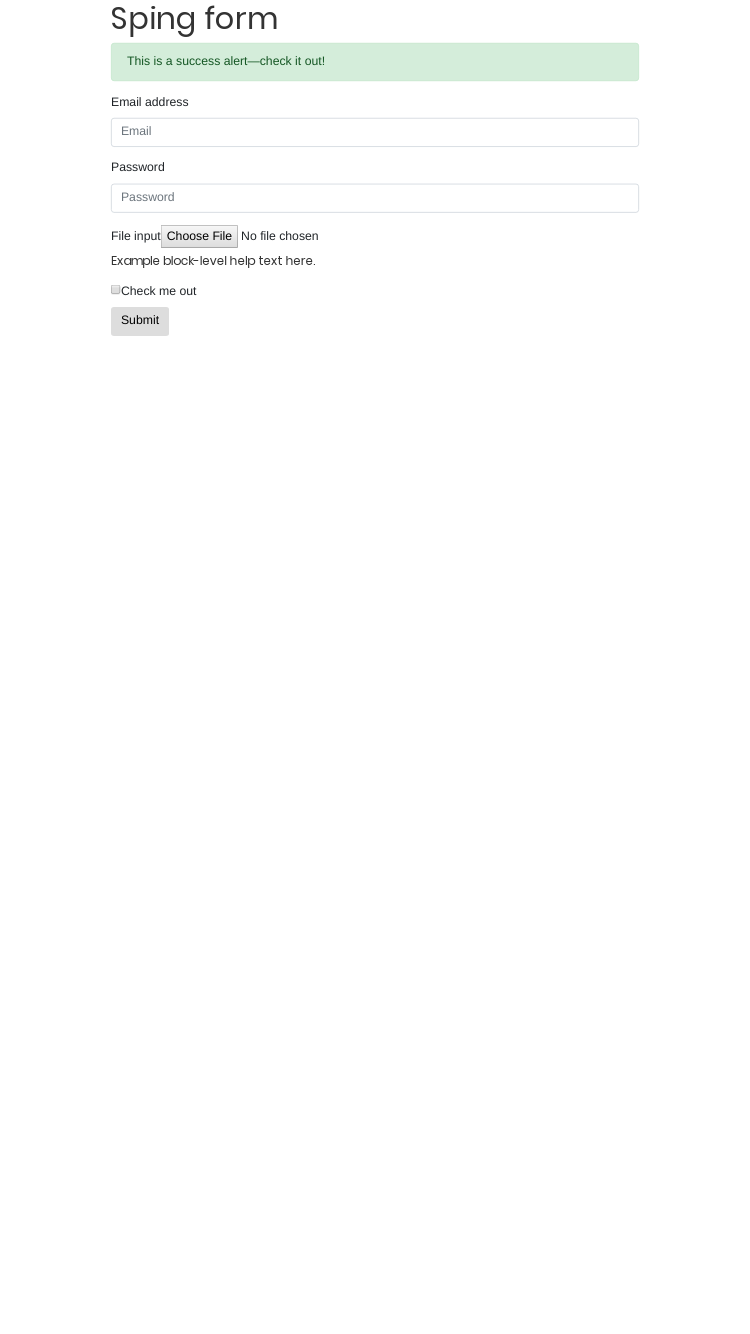 Sping form
This is a success alert—check it out!
Email address
Email
Password
Password
File input Choose File No file chosen
Example block-level help text here.
Check me out
Submit